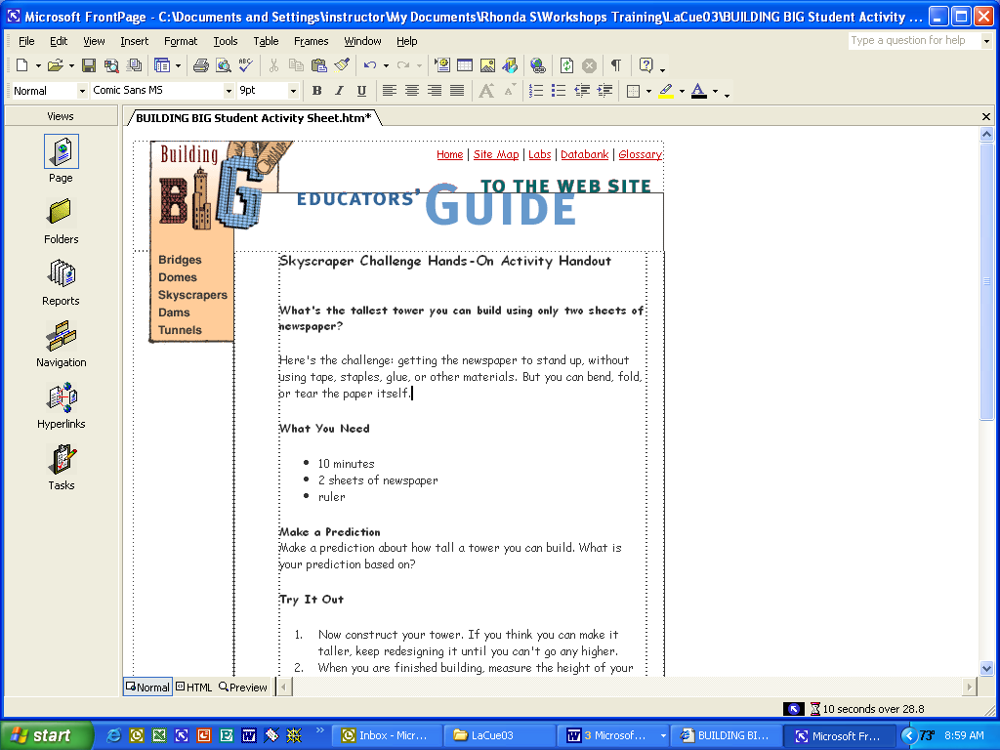 Microsoft FrontPage - C:\Documents and Settings\instructor\My Documents\Rhonda S\Workshops Training\LaCue03\BUILDING BIG Student Activity ...
File Edit View Insert Format Tools Table Frames Window Help
Type a question for help
Normal Comic Sans MS 9pt B I U
Views
BUILDING BIG Student Activity Sheet.htm*
Page
Folders
Reports
Navigation
Hyperlinks
Tasks
Building
BIG
Home | Site Map | Labs | Databank | Glossary
TO THE WEB SITE
EDUCATORS' GUIDE
Bridges
Domes
Skyscrapers
Dams
Tunnels
Skyscraper Challenge Hands-On Activity Handout
What's the tallest tower you can build using only two sheets of
newspaper?
Here's the challenge: getting the newspaper to stand up, without
using tape, staples, glue, or other materials. But you can bend, fold,
or tear the paper itself.
What You Need
• 10 minutes
• 2 sheets of newspaper
• ruler
Make a Prediction
Make a prediction about how tall a tower you can build. What is
your prediction based on?
Try It Out
1. Now construct your tower. If you think you can make it
taller, keep redesigning it until you can't go any higher.
2. When you are finished building, measure the height of your
Normal HTML Preview
10 seconds over 28.8
start
Inbox - Micr...
LaCue03
3 Microsof...
BUILDING BI...
Microsoft Fr...
73°
8:59 AM